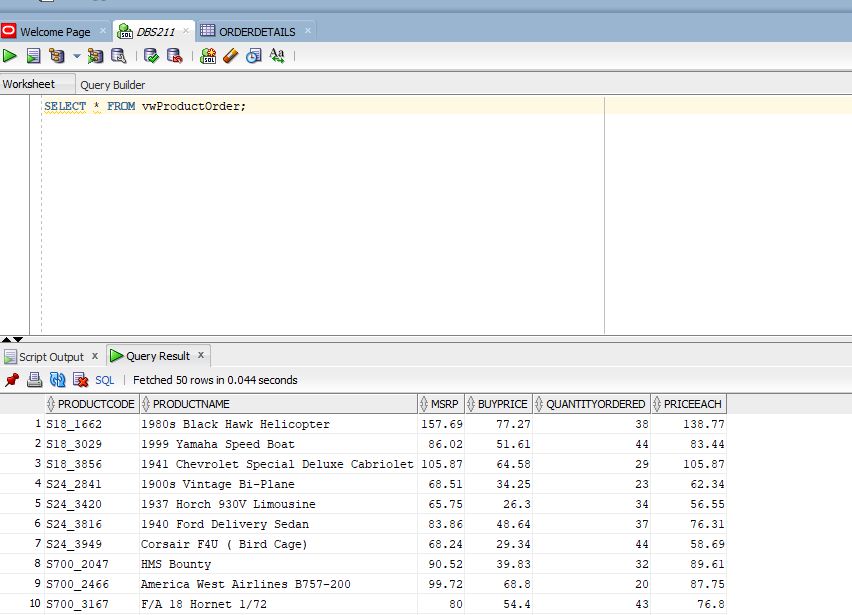 Welcome Page × DBS211 × ORDERDETAILS ×
SQL Aa
Worksheet Query Builder
SELECT * FROM vwProductOrder;
Script Output x Query Result x
SQL | Fetched 50 rows in 0.044 seconds
PRODUCTCODE PRODUCTNAME MSRP BUYPRICE QUANTITYORDERED PRICEEACH
1 S18_1662 1980s Black Hawk Helicopter 157.69 77.27 38 138.77
2 S18_3029 1999 Yamaha Speed Boat 86.02 51.61 44 83.44
3 S18_3856 1941 Chevrolet Special Deluxe Cabriolet 105.87 64.58 29 105.87
4 S24_2841 1900s Vintage Bi-Plane 68.51 34.25 23 62.34
5 S24_3420 1937 Horch 930V Limousine 65.75 26.3 34 56.55
6 S24_3816 1940 Ford Delivery Sedan 83.86 48.64 37 76.31
7 S24_3949 Corsair F4U ( Bird Cage) 68.24 29.34 44 58.69
8 S700_2047 HMS Bounty 90.52 39.83 32 89.61
9 S700_2466 America West Airlines B757-200 99.72 68.8 20 87.75
10 S700_3167 F/A 18 Hornet 1/72 80 54.4 43 76.8